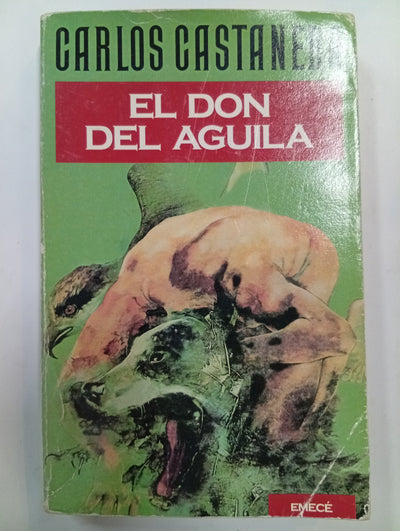 CARLOS CASTANEDA
EL DON
DEL AGUILA
EMECÉ